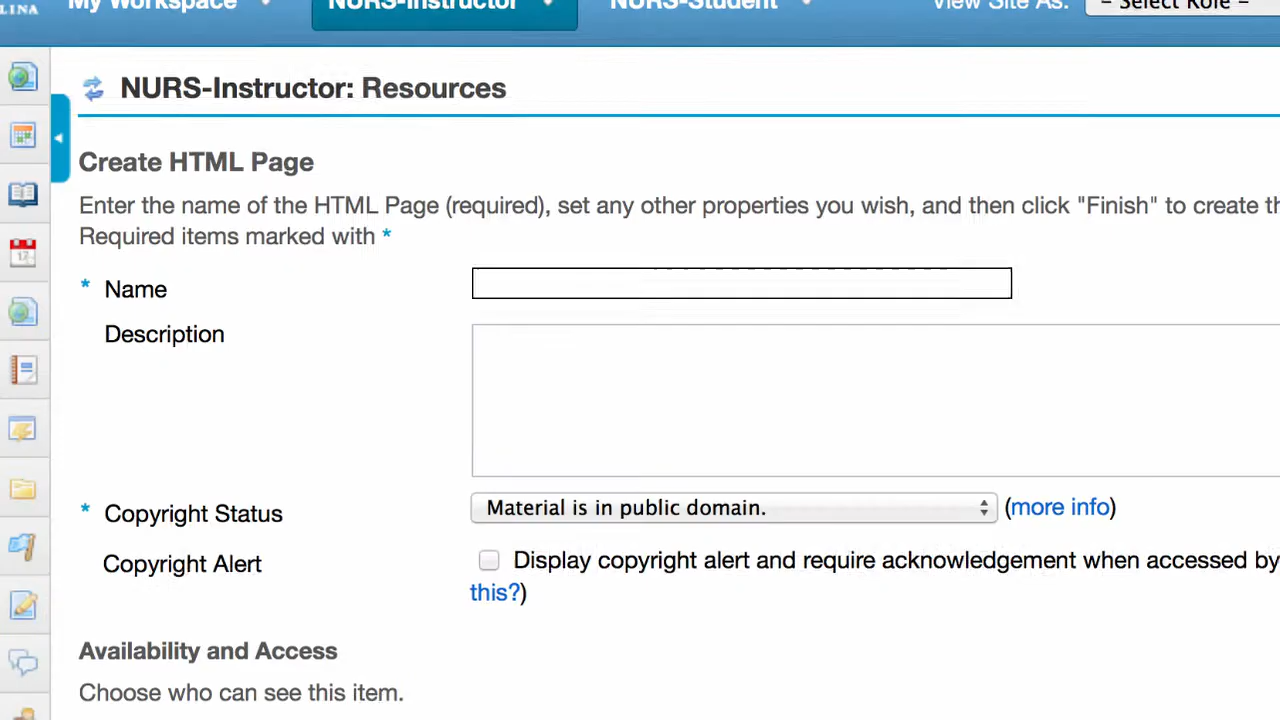 LINA My Workspace NURS-Instructor NURS-Student View Site As: - Select Role -
NURS-Instructor: Resources
Create HTML Page
Enter the name of the HTML Page (required), set any other properties you wish, and then click "Finish" to create th
Required items marked with *
* Name
Description
* Copyright Status Material is in public domain. (more info)
Copyright Alert Display copyright alert and require acknowledgement when accessed by
this?)
Availability and Access
Choose who can see this item.